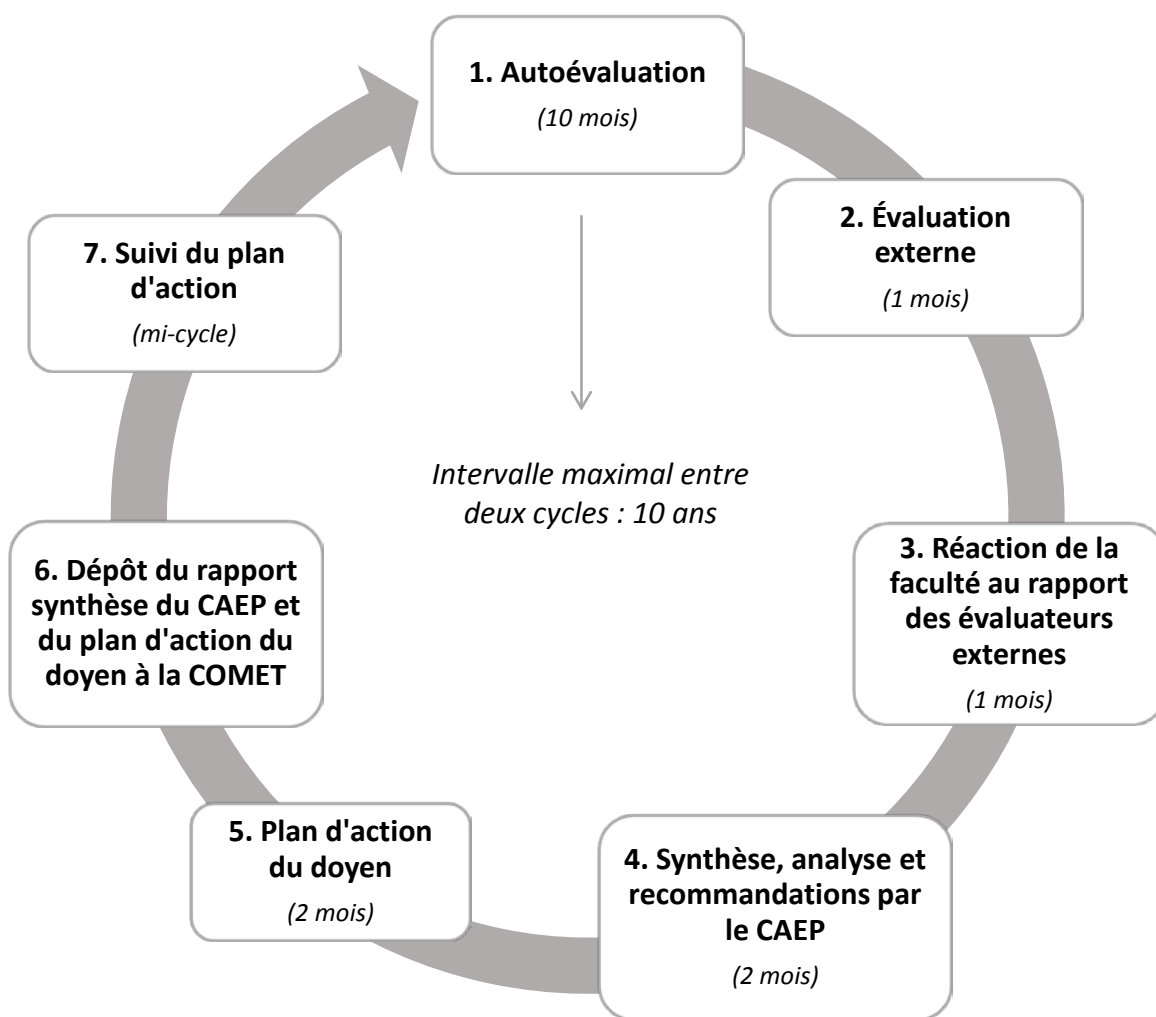 1. Autoévaluation
(10 mois)
2. Évaluation
externe
(1 mois)
3. Réaction de la
faculté au rapport
des évaluateurs
externes
(1 mois)
4. Synthèse, analyse et
recommandations par
le CAEP
(2 mois)
5. Plan d'action
du doyen
(2 mois)
6. Dépôt du rapport
synthèse du CAEP et
du plan d'action du
doyen à la COMET
7. Suivi du plan
d'action
(mi-cycle)
Intervalle maximal entre
deux cycles : 10 ans